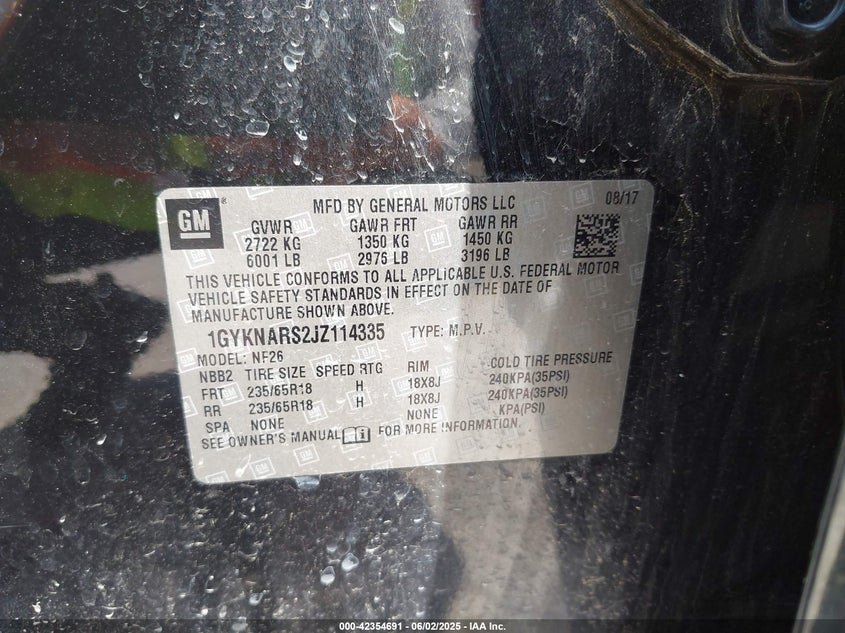 GM ® MFD BY GENERAL MOTORS LLC 08/17
GVWR GAWR FRT GAWR RR
2722 KG 1350 KG 1450 KG
6001 LB 2976 LB 3196 LB
THIS VEHICLE CONFORMS TO ALL APPLICABLE U.S. FEDERAL MOTOR
VEHICLE SAFETY STANDARDS IN EFFECT ON THE DATE OF
MANUFACTURE SHOWN ABOVE.
1GYKNARS2JZ114335 TYPE: M.P.V.
MODEL: NF26
NBB2 TIRE SIZE SPEED RTG RIM COLD TIRE PRESSURE
FRT 235/65R18 H 18X8J 240KPA(35PSI)
RR 235/65R18 H 18X8J 240KPA(35PSI)
SPA NONE NONE KPA(PSI)
SEE OWNER'S MANUAL FOR MORE INFORMATION.
000-42354691 - 06/02/2025 - IAA Inc.